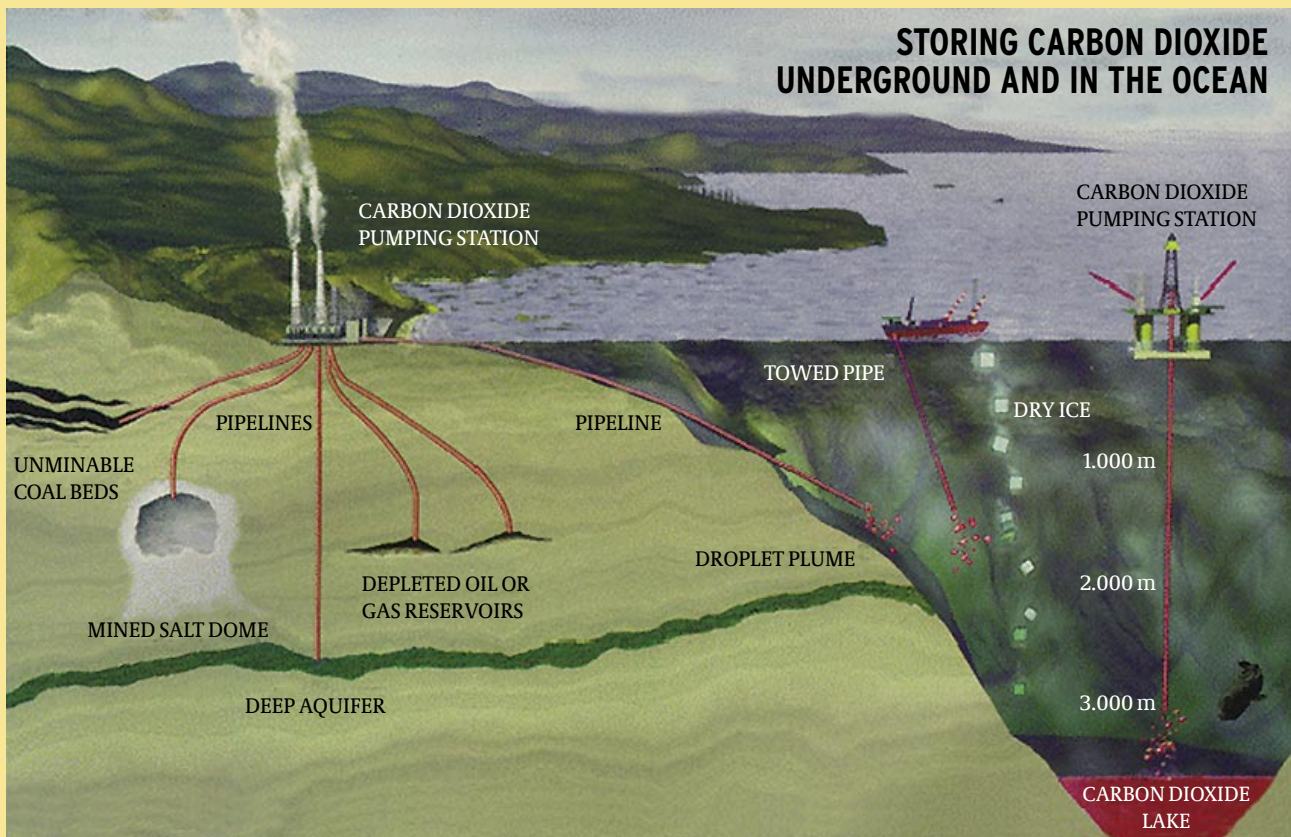 STORING CARBON DIOXIDE
UNDERGROUND AND IN THE OCEAN
CARBON DIOXIDE
PUMPING STATION
CARBON DIOXIDE
PUMPING STATION
TOWED PIPE
DRY ICE
PIPELINES
PIPELINE
1.000 m
UNMINABLE
COAL BEDS
DROPLET PLUME
DEPLETED OIL OR
GAS RESERVOIRS
2.000 m
MINED SALT DOME
DEEP AQUIFER
3.000 m
CARBON DIOXIDE
LAKE